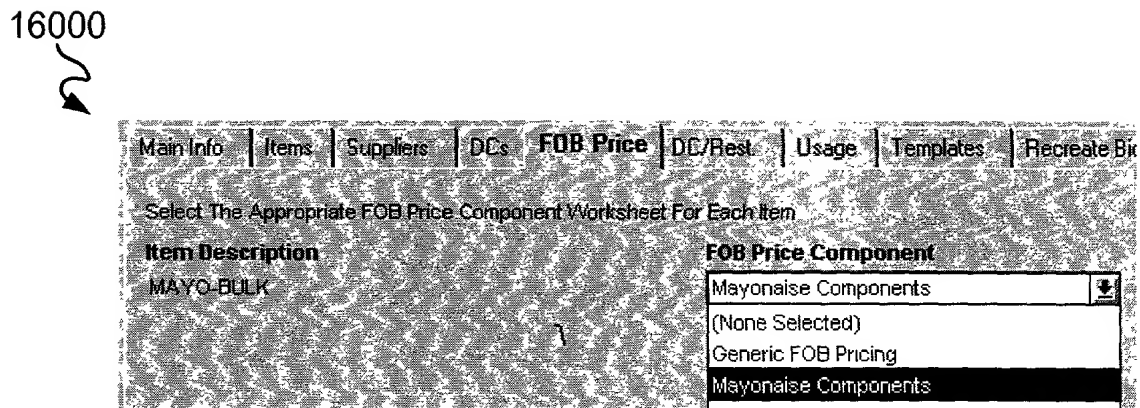 16000
Main Info Items Suppliers DCs FOB Price DC/Rest. Usage Templates Recreate Bid
Select The Appropriate FOB Price Component Worksheet For Each Item
Item Description FOB Price Component
MAYO-BULK Mayonaise Components
(None Selected)
Generic FOB Pricing
Mayonaise Components